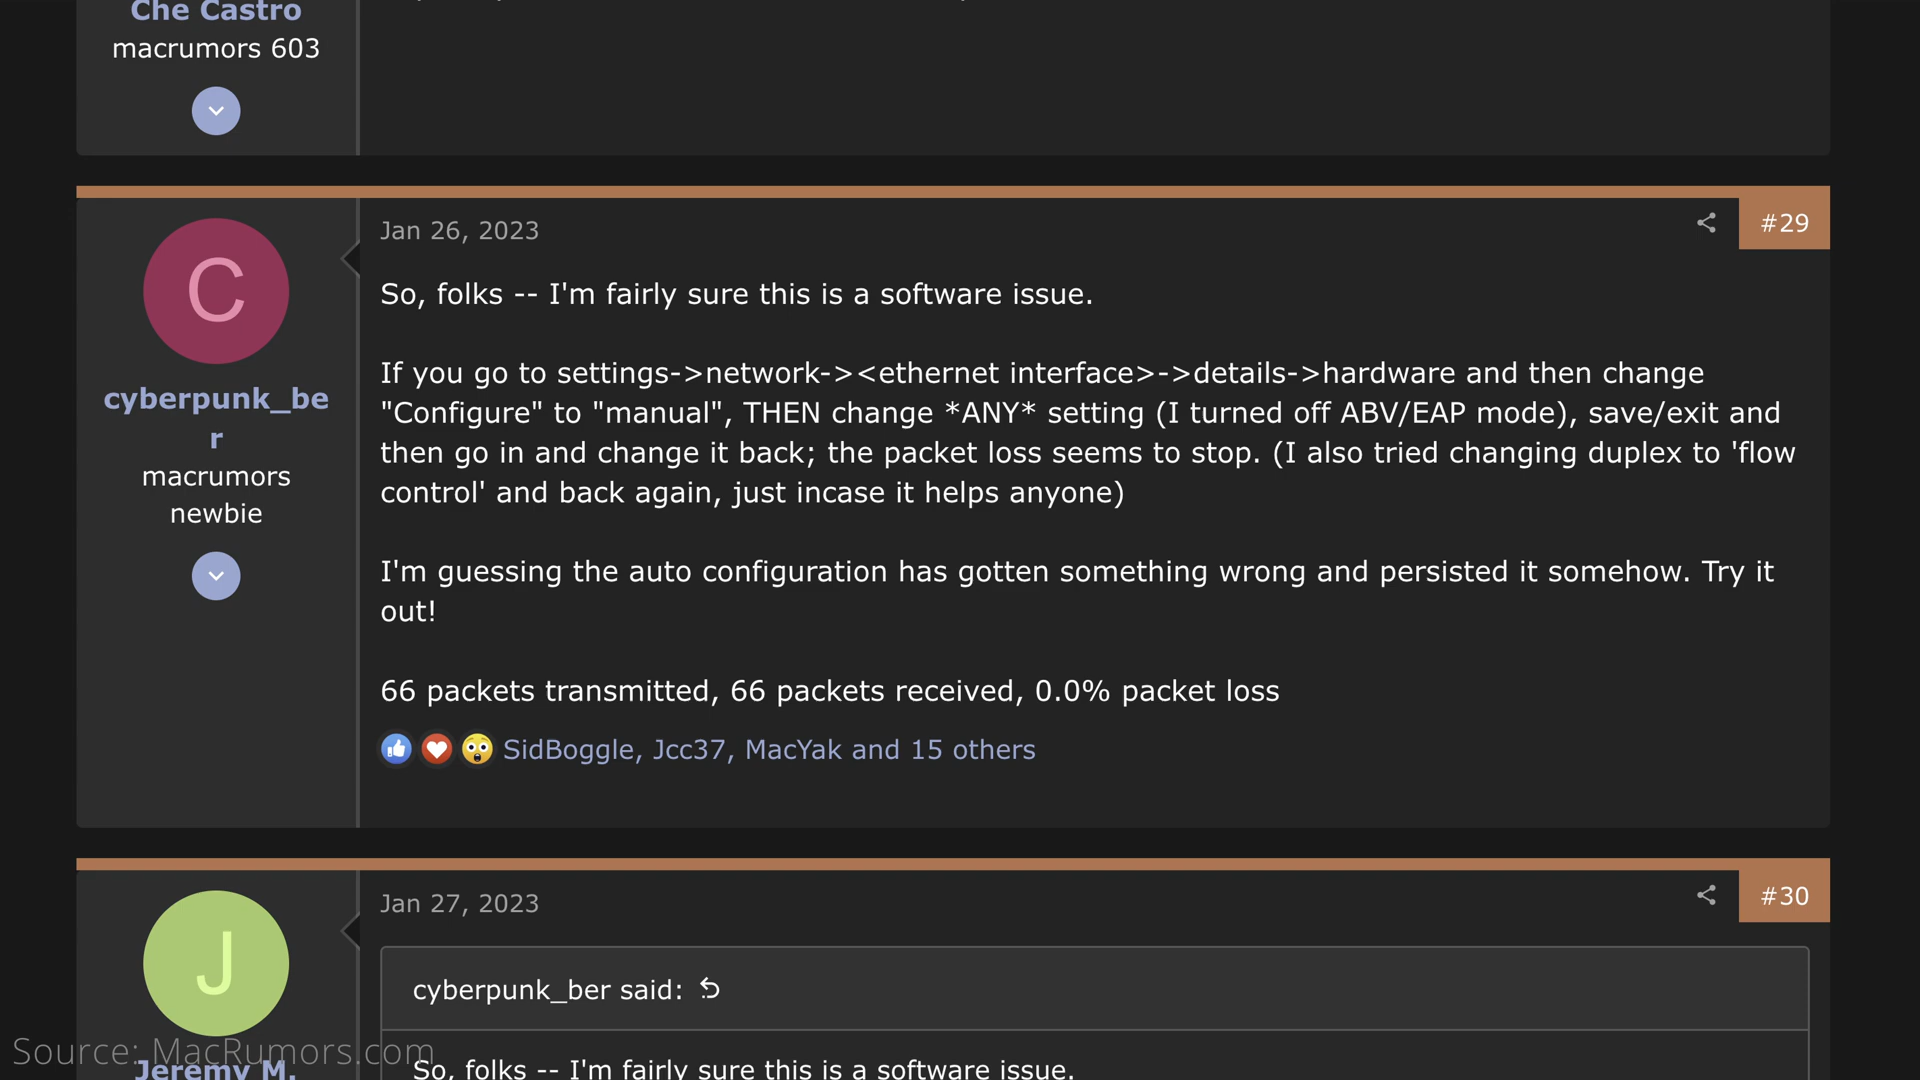 Che Castro
macrumors 603
C
cyberpunk_be
r
macrumors
newbie
Jan 26, 2023
#29
So, folks -- I'm fairly sure this is a software issue.
If you go to settings->network-><ethernet interface>->details->hardware and then change
"Configure" to "manual", THEN change *ANY* setting (I turned off ABV/EAP mode), save/exit and
then go in and change it back; the packet loss seems to stop. (I also tried changing duplex to 'flow
control' and back again, just incase it helps anyone)
I'm guessing the auto configuration has gotten something wrong and persisted it somehow. Try it
out!
66 packets transmitted, 66 packets received, 0.0% packet loss
SidBoggle, Jcc37, MacYak and 15 others
J
Jeremy M.
Jan 27, 2023
#30
cyberpunk_ber said:
So, folks -- I'm fairly sure this is a software issue.
Source: MacRumors.com